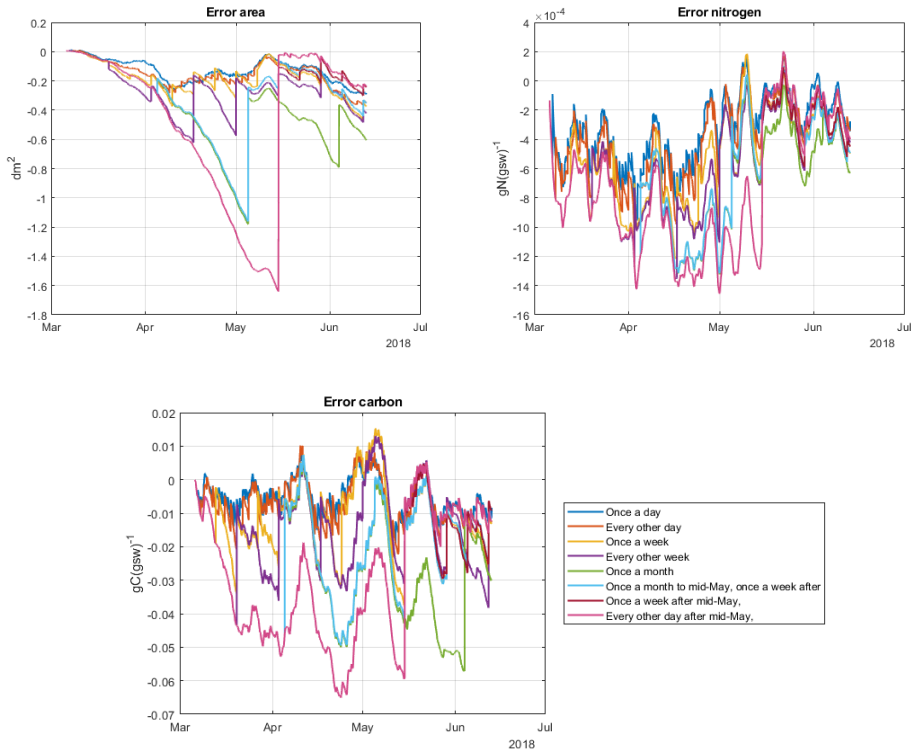 Error area
0.2
0
-0.2
-0.4
-0.6
-0.8
-1
-1.2
-1.4
-1.6
-1.8
dm2
Mar
Apr
May
Jun
Jul
2018
Error nitrogen
×10-4
4
2
0
-2
-4
-6
-8
-10
-12
-14
-16
gN(gsw)-1
Mar
Apr
May
Jun
Jul
2018
Error carbon
0.02
0.01
0
-0.01
-0.02
-0.03
-0.04
-0.05
-0.06
-0.07
gC(gsw)-1
Mar
Apr
May
Jun
Jul
2018
Once a day
Every other day
Once a week
Every other week
Once a month
Once a month to mid-May, once a week after
Once a week after mid-May,
Every other day after mid-May,